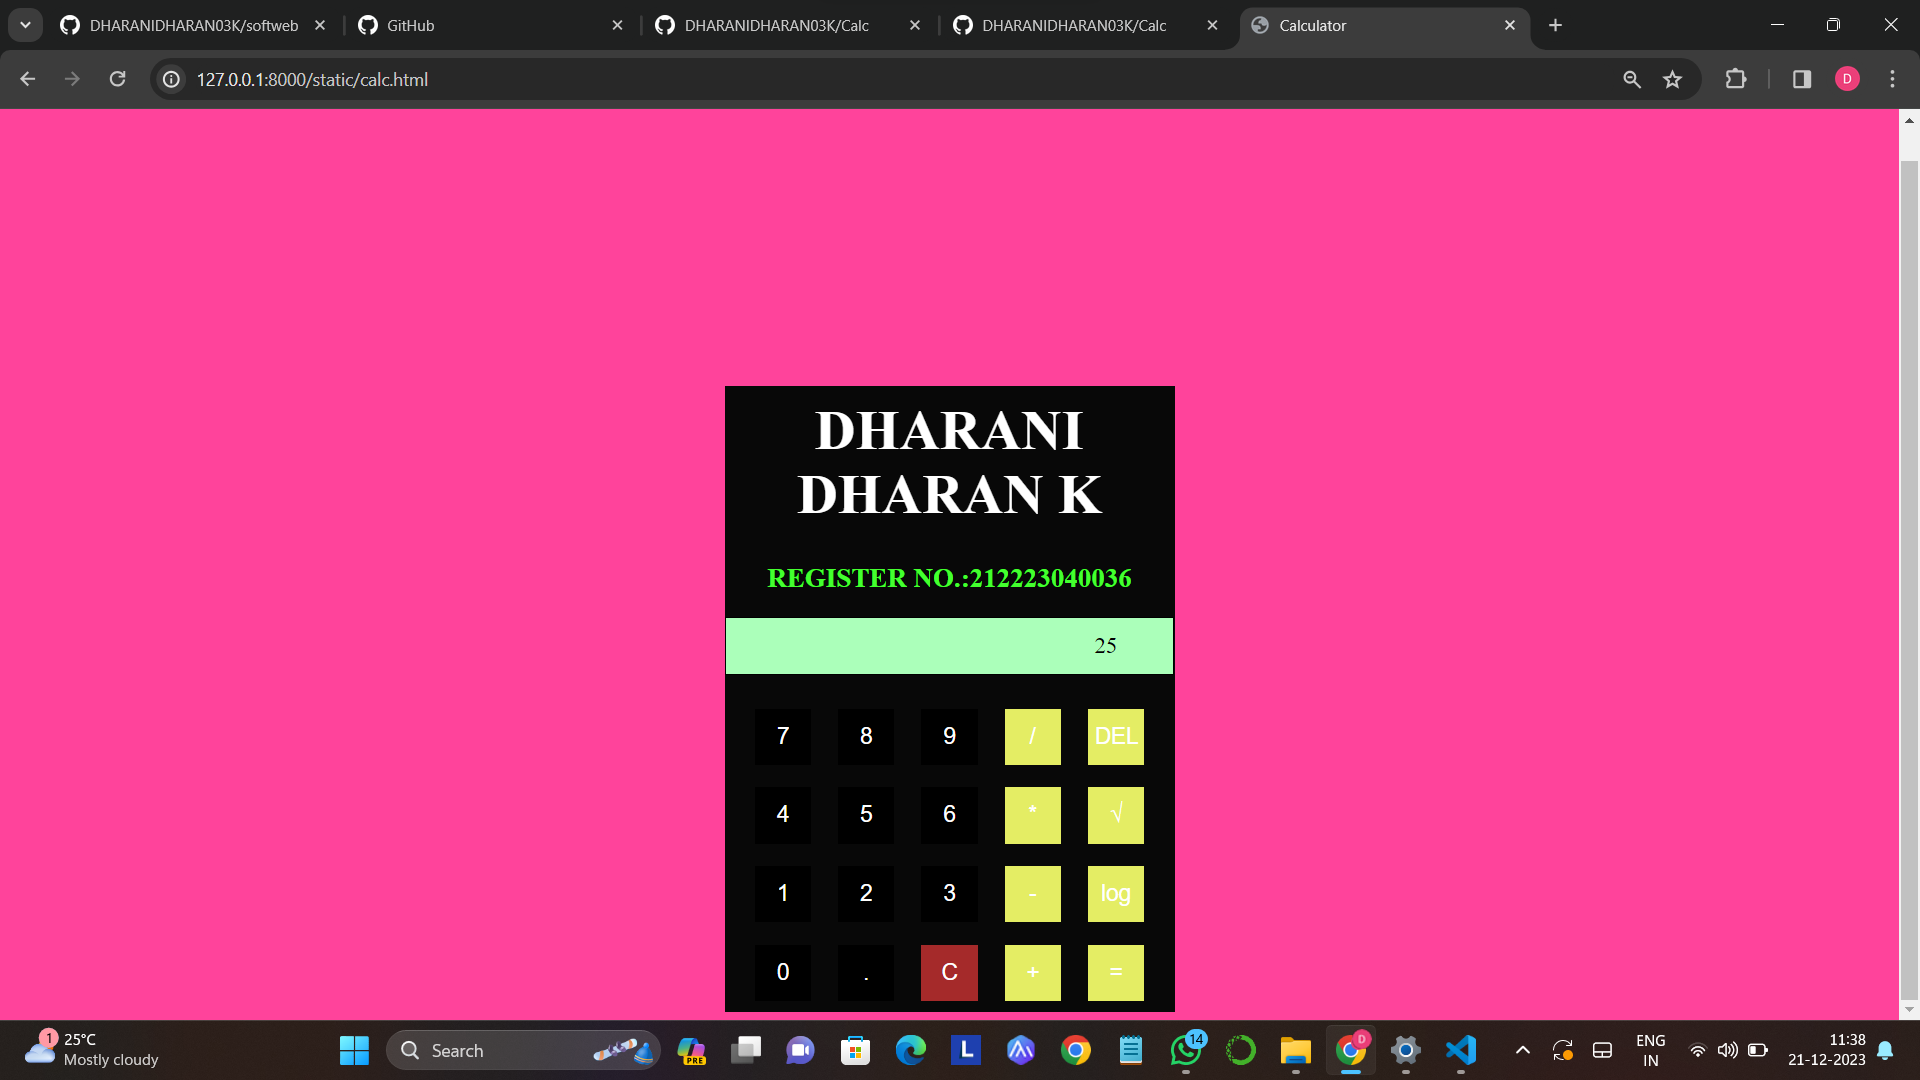 DHARANIDHARAN03K/softweb
GitHub
DHARANIDHARAN03K/Calc
DHARANIDHARAN03K/Calc
Calculator
127.0.0.1:8000/static/calc.html
D
DHARANI
DHARAN K
REGISTER NO.:212223040036
25
7 8 9 / DEL
4 5 6 * √
1 2 3 - log
0 . C + =
1
25°C
Mostly cloudy
Search
PRE
L
14
D
ENG
IN
11:38
21-12-2023